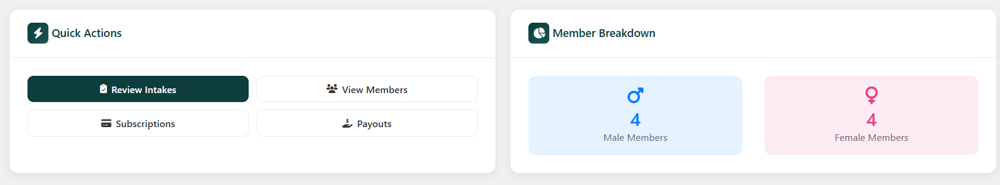 Quick Actions
Review Intakes
View Members
Subscriptions
Payouts
Member Breakdown
4
Male Members
4
Female Members